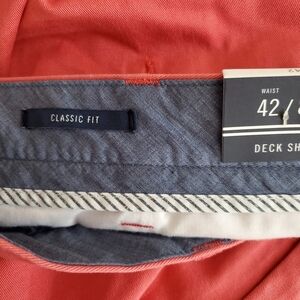 CLASSIC FIT
WAIST
42 /
DECK SH